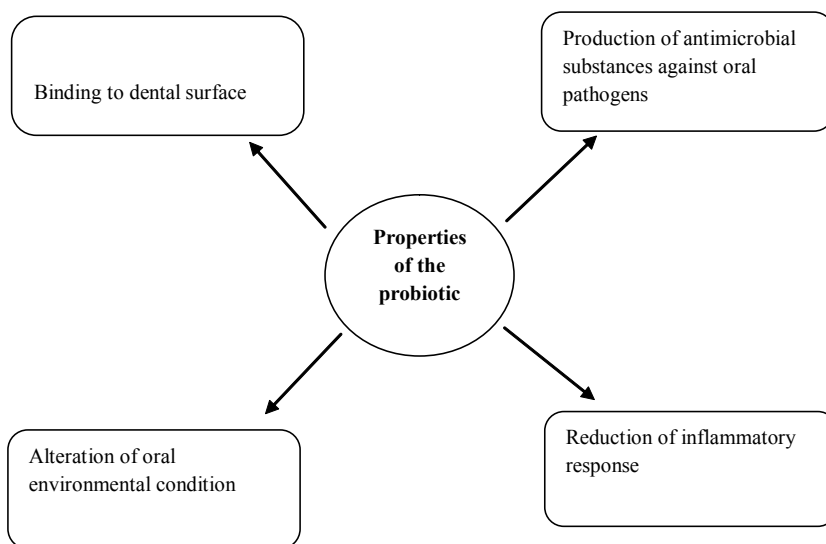 Binding to dental surface
Production of antimicrobial
substances against oral
pathogens
Properties
of the
probiotic
Alteration of oral
environmental condition
Reduction of inflammatory
response